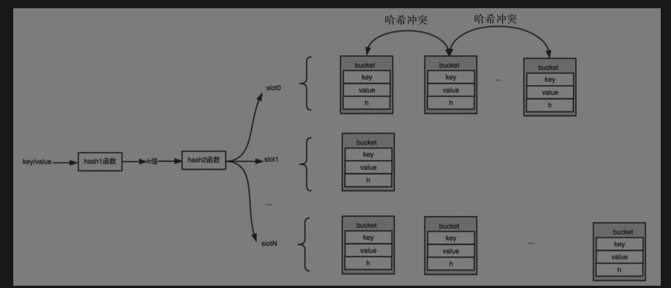 哈希冲突
哈希冲突
bucket
key
value
h
bucket
key
value
h
...
bucket
key
value
h
slot0
key/value
hash1函数
h值
hash2函数
slot1
bucket
key
value
h
...
slotN
bucket
key
value
h
bucket
key
value
h
...
bucket
key
value
h